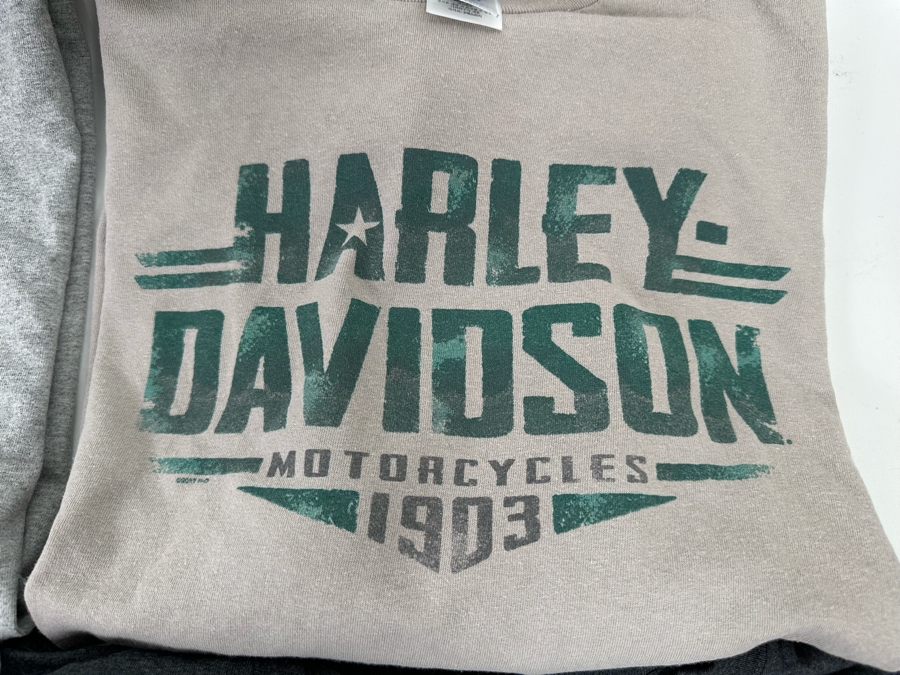 HARLEY-
DAVIDSON
MOTORCYCLES
1903